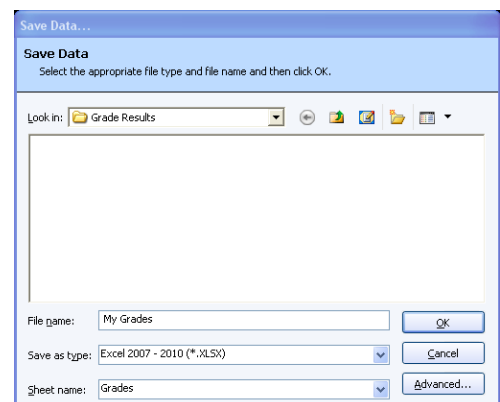 Save Data...
Save Data
Select the appropriate file type and file name and then click OK.
Look in: Grade Results
File name: My Grades
OK
Save as type: Excel 2007 - 2010 (*.XLSX)
Cancel
Sheet name: Grades
Advanced...